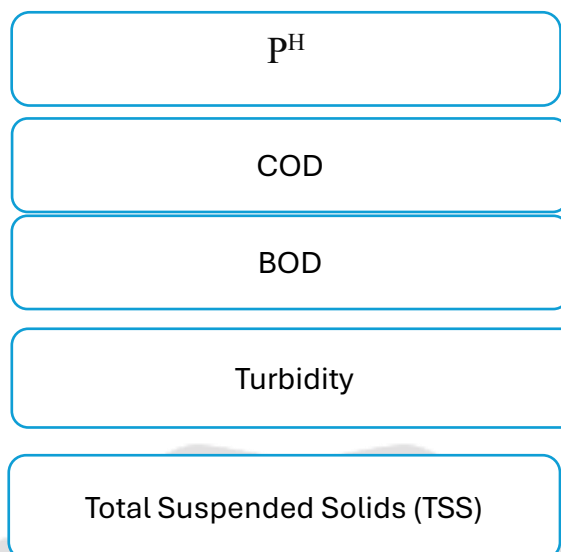 Pᴴ
COD
BOD
Turbidity
Total Suspended Solids (TSS)